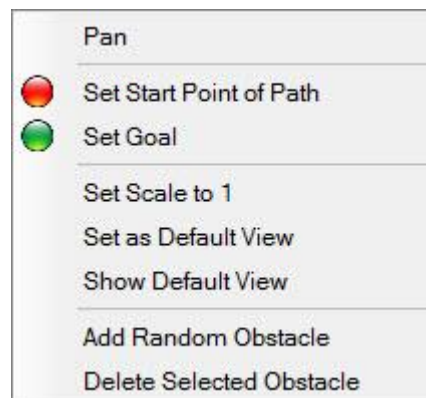 Pan
Set Start Point of Path
Set Goal
Set Scale to 1
Set as Default View
Show Default View
Add Random Obstacle
Delete Selected Obstacle